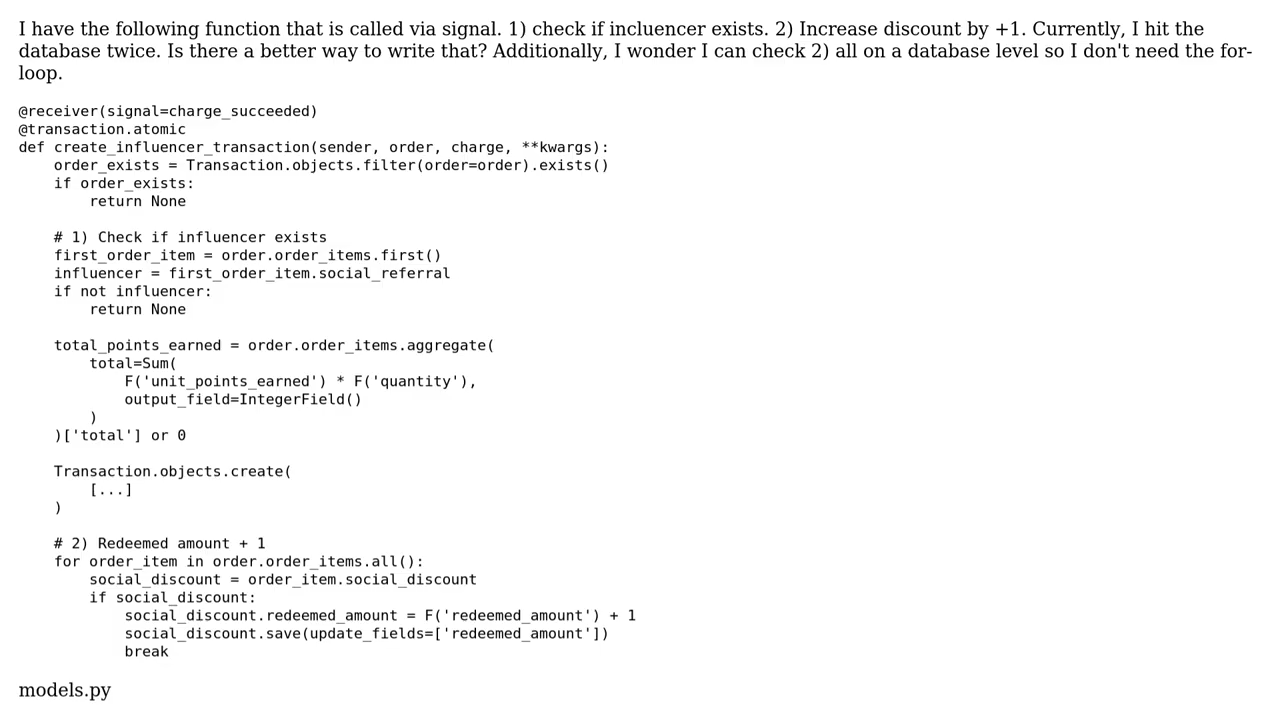 I have the following function that is called via signal. 1) check if incluencer exists. 2) Increase discount by +1. Currently, I hit the
database twice. Is there a better way to write that? Additionally, I wonder I can check 2) all on a database level so I don't need the for-
loop.
@receiver(signal=charge_succeeded)
@transaction.atomic
def create_influencer_transaction(sender, order, charge, **kwargs):
    order_exists = Transaction.objects.filter(order=order).exists()
    if order_exists:
        return None
    # 1) Check if influencer exists
    first_order_item = order.order_items.first()
    influencer = first_order_item.social_referral
    if not influencer:
        return None
    total_points_earned = order.order_items.aggregate(
        total=Sum(
            F('unit_points_earned') * F('quantity'),
            output_field=IntegerField()
        )
    )['total'] or 0
    Transaction.objects.create(
        [...]
    )
    # 2) Redeemed amount + 1
    for order_item in order.order_items.all():
        social_discount = order_item.social_discount
        if social_discount:
            social_discount.redeemed_amount = F('redeemed_amount') + 1
            social_discount.save(update_fields=['redeemed_amount'])
            break
models.py